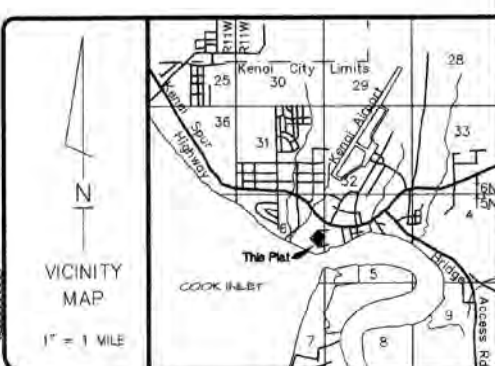 N
VICINITY
MAP
1" = 1 MILE
R11W
R11W
Kenai City Limits
25
30
29
28
36
31
32
33
Kenai Spur
Highway
Kenai Airport
6N
5N
4
6
This Plat
COOK INLET
5
Bridge
Access Rd
7
8
9